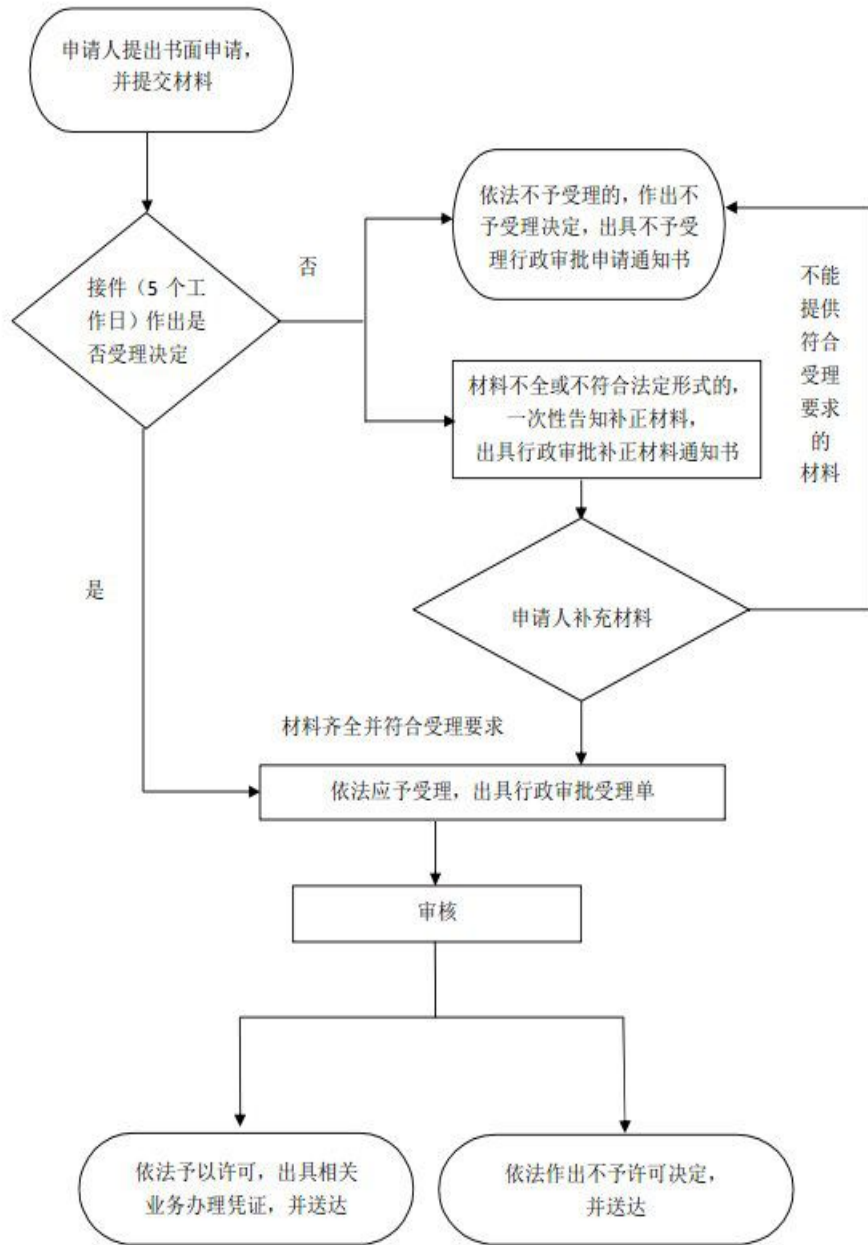 申请人提出书面申请，
并提交材料
依法不予受理的，作出不
予受理决定，出具不予受
理行政审批申请通知书
否
接件（5 个工
作日）作出是
否受理决定
不能
提供
符合
受理
要求
的
材料
材料不全或不符合法定形式的，
一次性告知补正材料，
出具行政审批补正材料通知书
是
申请人补充材料
材料齐全并符合受理要求
依法应予受理，出具行政审批受理单
审核
依法予以许可，出具相关
业务办理凭证，并送达
依法作出不予许可决定，
并送达